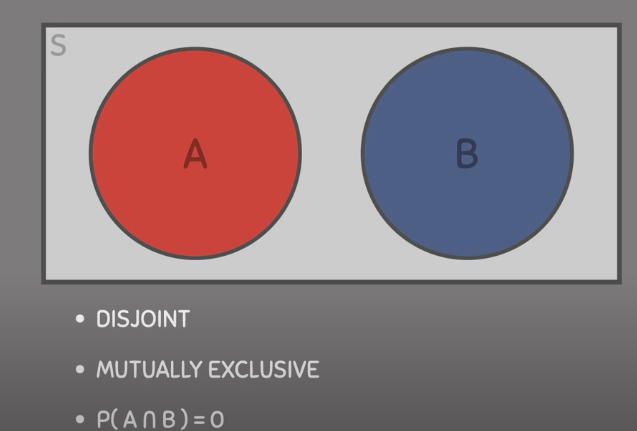 S
A
B
• DISJOINT
• MUTUALLY EXCLUSIVE
• P(A∩B)=0